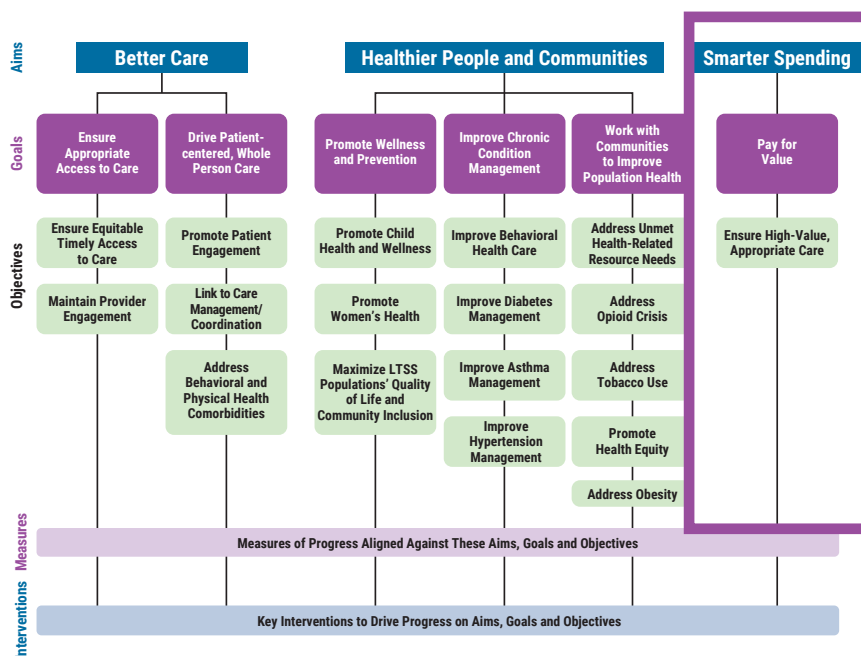 Aims
Better Care
Healthier People and Communities
Smarter Spending
Goals
Ensure
Appropriate
Access to Care
Drive Patient-
centered, Whole
Person Care
Promote Wellness
and Prevention
Improve Chronic
Condition
Management
Work with
Communities
to Improve
Population Health
Pay for
Value
Objectives
Ensure Equitable
Timely Access
to Care
Maintain Provider
Engagement
Promote Patient
Engagement
Link to Care
Management/
Coordination
Address
Behavioral and
Physical Health
Comorbidities
Promote Child
Health and Wellness
Promote
Women's Health
Maximize LTSS
Populations' Quality
of Life and
Community Inclusion
Improve Behavioral
Health Care
Improve Diabetes
Management
Improve Asthma
Management
Improve
Hypertension
Management
Address Unmet
Health-Related
Resource Needs
Address
Opioid Crisis
Address
Tobacco Use
Promote
Health Equity
Address Obesity
Ensure High-Value,
Appropriate Care
Measures
Measures of Progress Aligned Against These Aims, Goals and Objectives
nterventions
Key Interventions to Drive Progress on Aims, Goals and Objectives